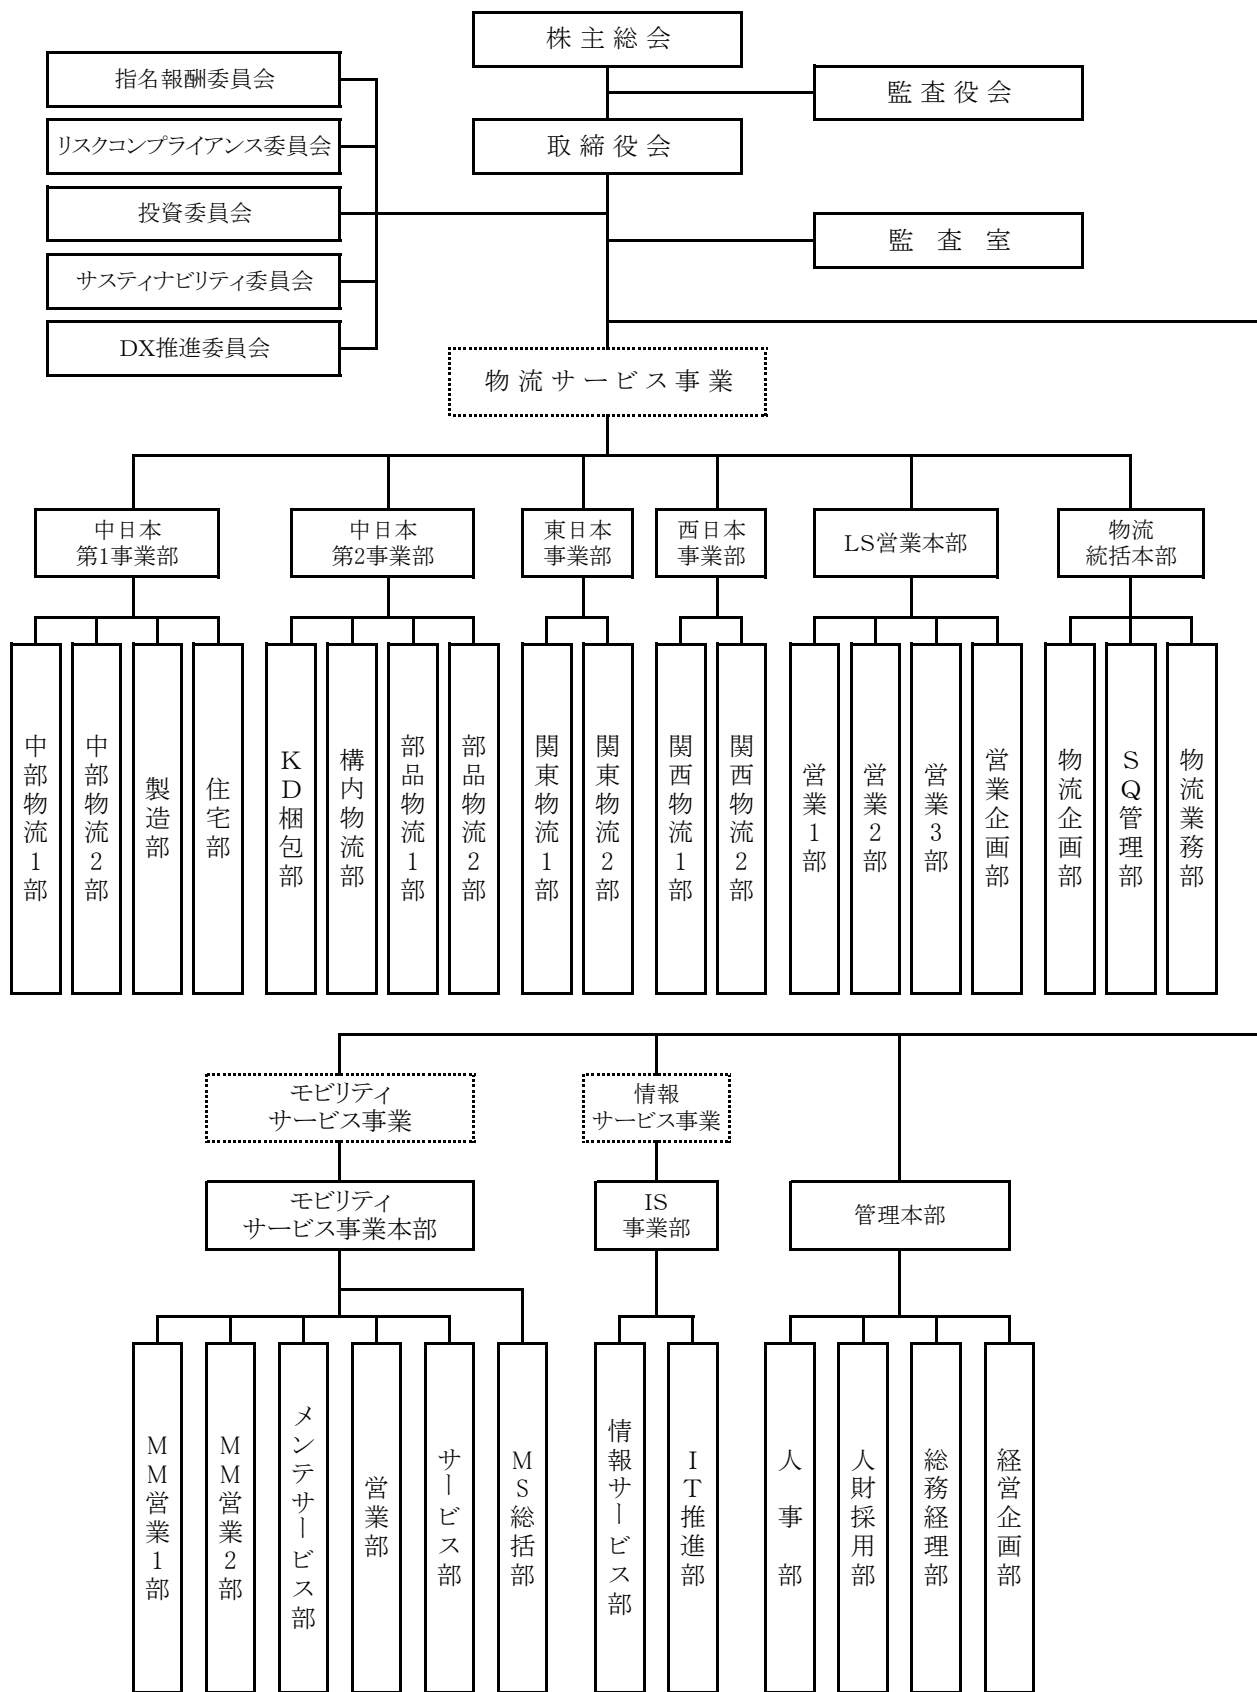 株主総会
指名報酬委員会
監査役会
リスクコンプライアンス委員会
取締役会
投資委員会
監査室
サスティナビリティ委員会
DX推進委員会
物流サービス事業
中日本
第1事業部
中日本
第2事業部
東日本
事業部
西日本
事業部
LS営業本部
物流
統括本部
中部物流1部
中部物流2部
製造部
住宅部
KD梱包部
構内物流部
部品物流1部
部品物流2部
関東物流1部
関東物流2部
関西物流1部
関西物流2部
営業1部
営業2部
営業3部
営業企画部
物流企画部
SQ管理部
物流業務部
モビリティ
サービス事業
情報
サービス事業
モビリティ
サービス事業本部
IS
事業部
管理本部
MM営業1部
MM営業2部
メンテサービス部
営業部
サービス部
MS総括部
情報サービス部
IT推進部
人事部
人財採用部
総務経理部
経営企画部